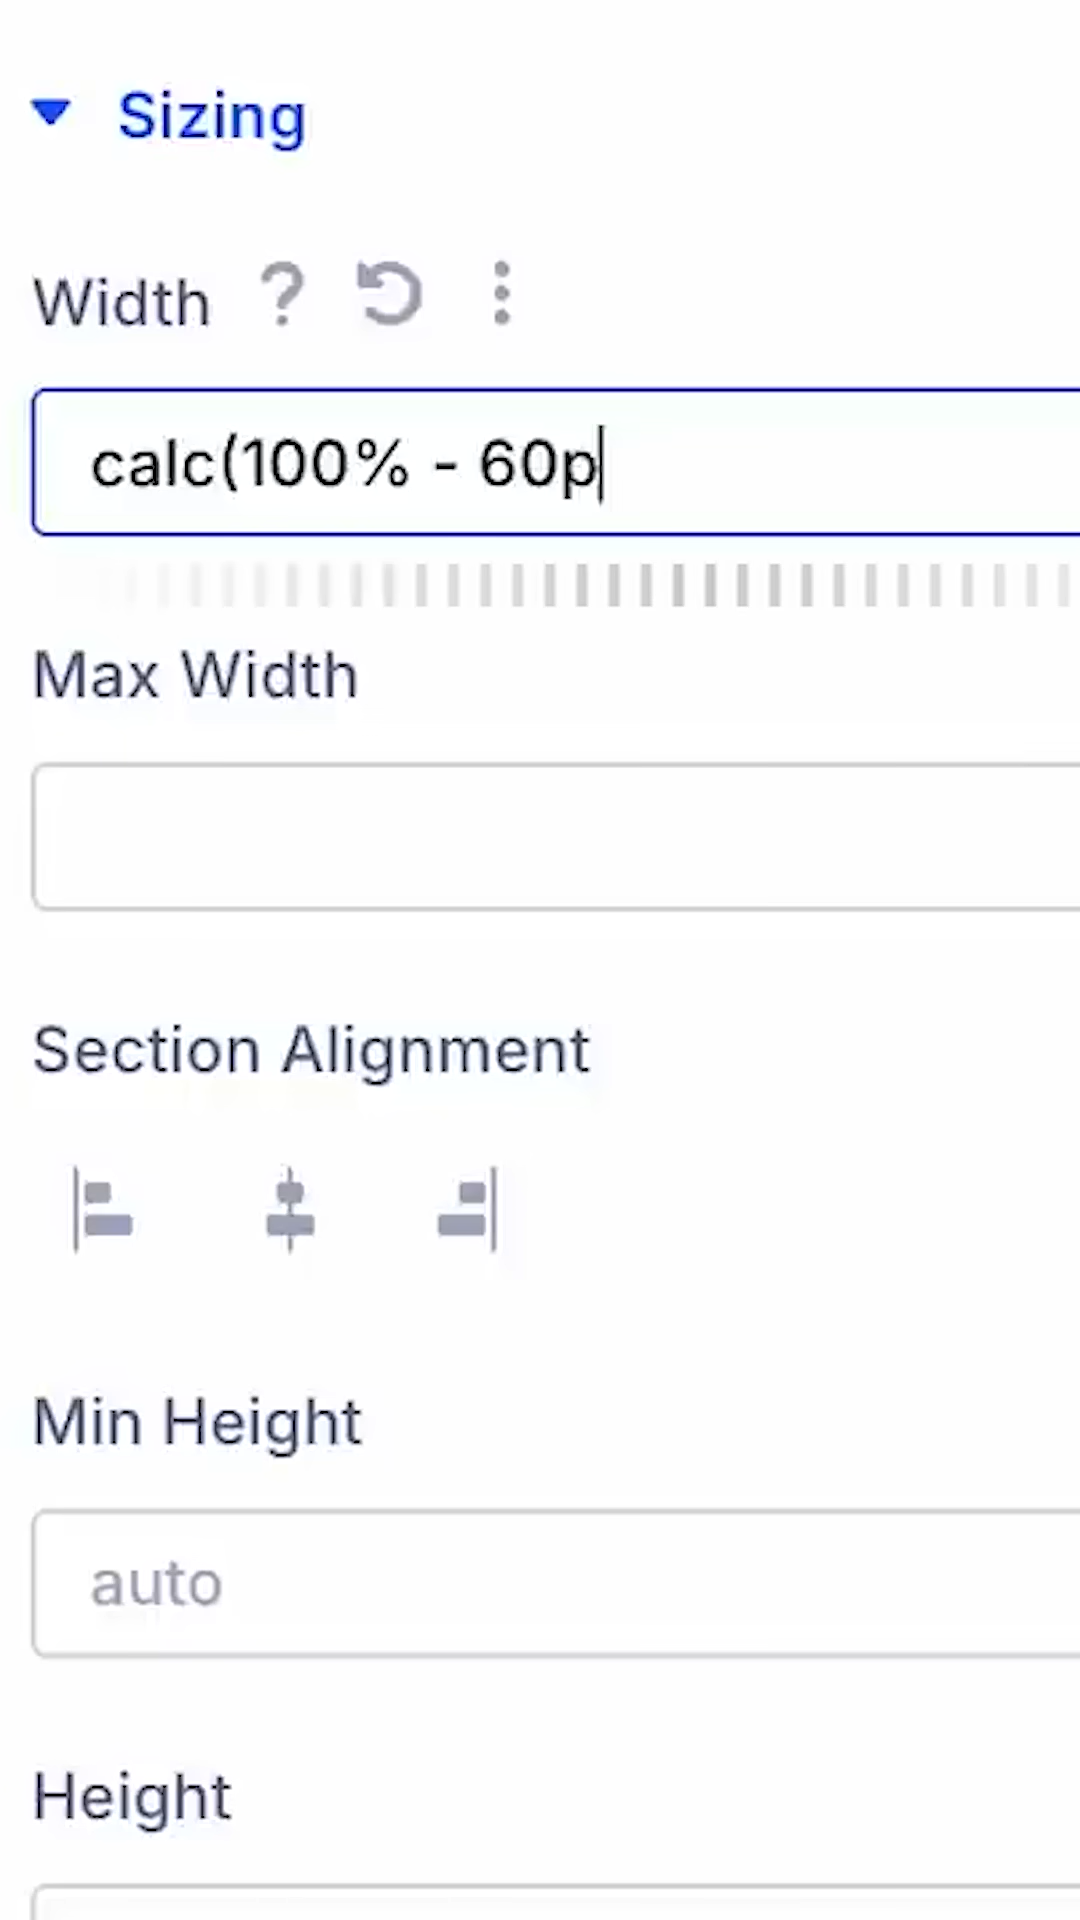 Sizing
Width ?
calc(100% - 60p
Max Width
Section Alignment
Min Height
auto
Height